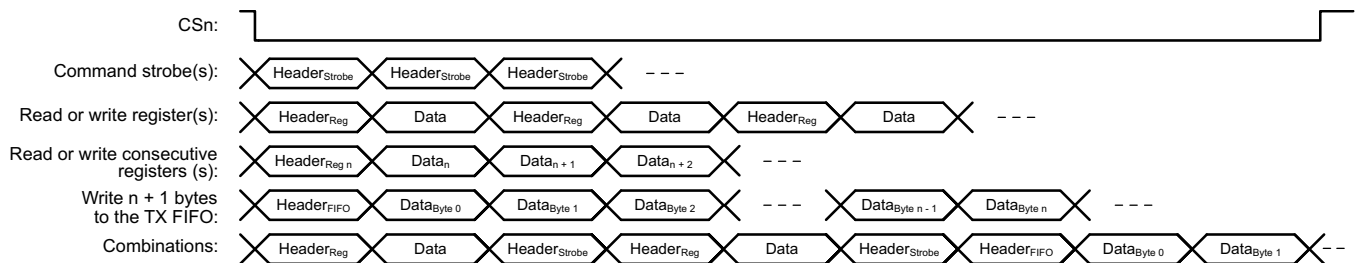 CSn:
Command strobe(s): HeaderStrobe HeaderStrobe HeaderStrobe
Read or write register(s): HeaderReg Data HeaderReg Data HeaderReg Data
Read or write consecutive
registers (s): HeaderReg n Datan Datan + 1 Datan + 2
Write n + 1 bytes
to the TX FIFO: HeaderFIFO DataByte 0 DataByte 1 DataByte 2 DataByte n - 1 DataByte n
Combinations: HeaderReg Data HeaderStrobe HeaderReg Data HeaderStrobe HeaderFIFO DataByte 0 DataByte 1